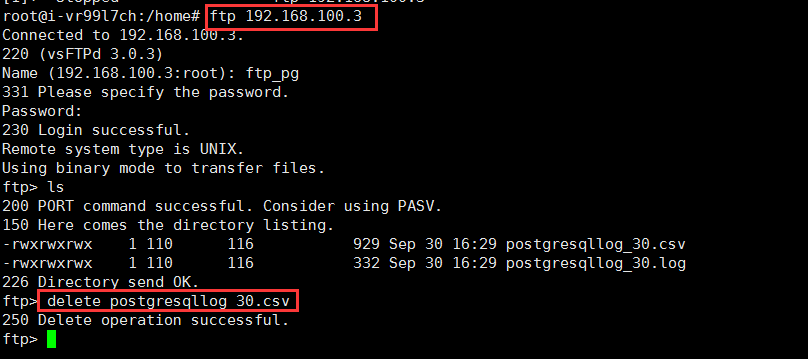 root@i-vr99l7ch:/home# ftp 192.168.100.3
Connected to 192.168.100.3.
220 (vsFTPd 3.0.3)
Name (192.168.100.3:root): ftp_pg
331 Please specify the password.
Password:
230 Login successful.
Remote system type is UNIX.
Using binary mode to transfer files.
ftp> ls
200 PORT command successful. Consider using PASV.
150 Here comes the directory listing.
-rwxrwxrwx    1 110      116           929 Sep 30 16:29 postgresqllog_30.csv
-rwxrwxrwx    1 110      116           332 Sep 30 16:29 postgresqllog_30.log
226 Directory send OK.
ftp> delete postgresqllog_30.csv
250 Delete operation successful.
ftp>